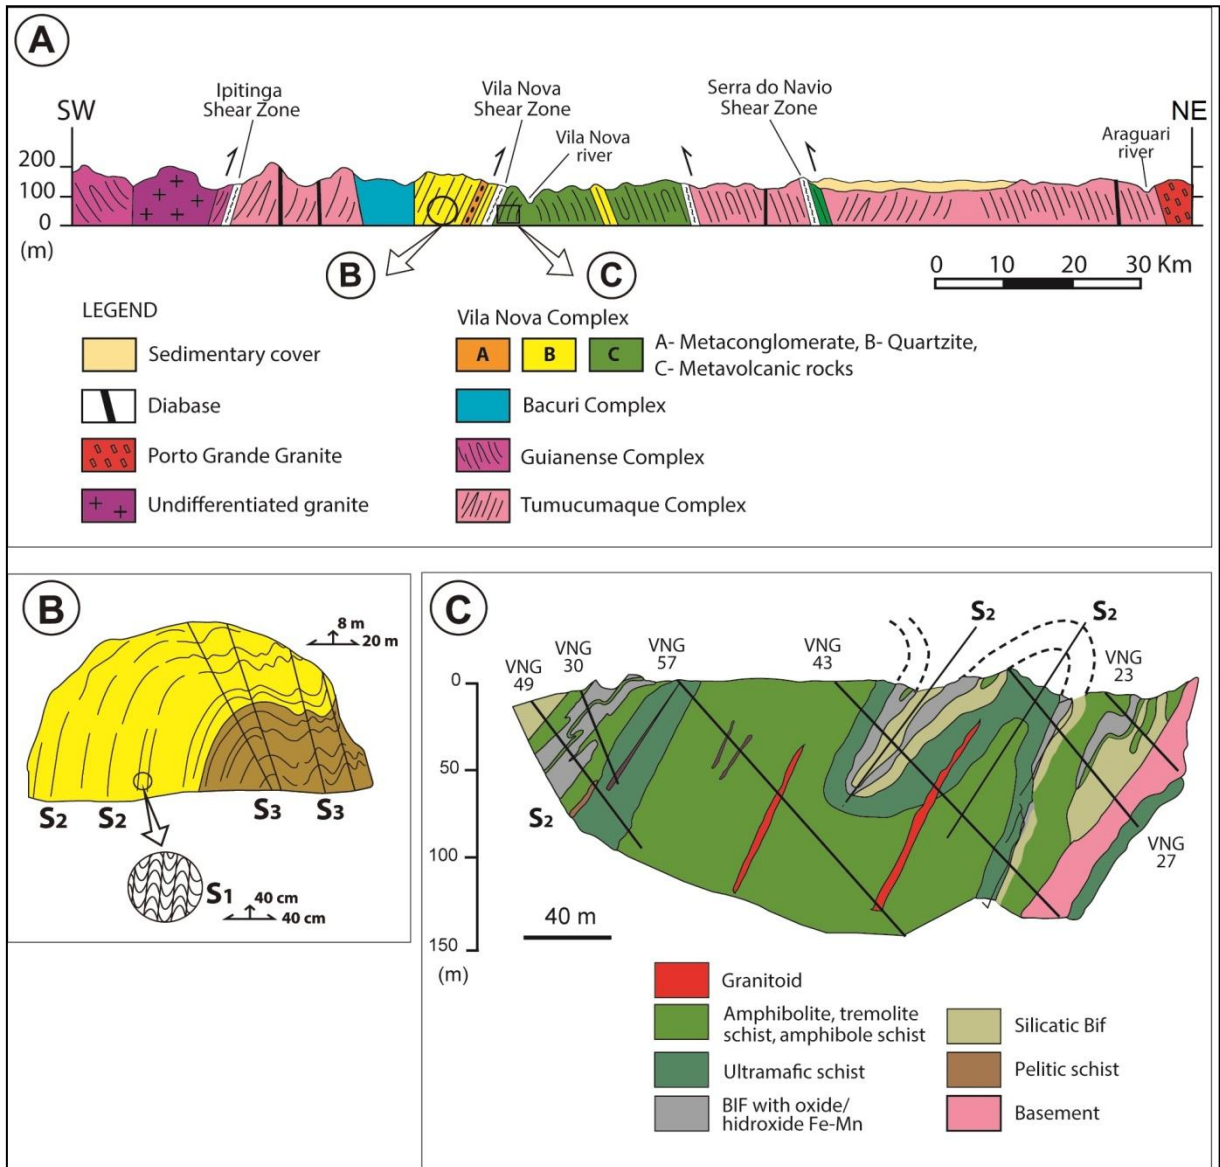 A
SW
Ipitinga
Shear Zone
Vila Nova
Shear Zone
Vila Nova
river
Serra do Navio
Shear Zone
Araguari
river
NE
200
100
0
(m)
B
C
0 10 20 30 Km
LEGEND
Sedimentary cover
Diabase
Porto Grande Granite
Undifferentiated granite
Vila Nova Complex
A B C A- Metaconglomerate, B- Quartzite,
C- Metavolcanic rocks
Bacuri Complex
Guianense Complex
Tumucumaque Complex
B
8 m
20 m
S2 S2 S3 S3
S1
40 cm
40 cm
C
S2 S2
VNG
49
VNG
30
VNG
57
VNG
43
VNG
23
VNG
27
0
50
100
150
(m)
S2
40 m
Granitoid
Amphibolite, tremolite
schist, amphibole schist
Ultramafic schist
BIF with oxide/
hidroxide Fe-Mn
Silicatic Bif
Pelitic schist
Basement